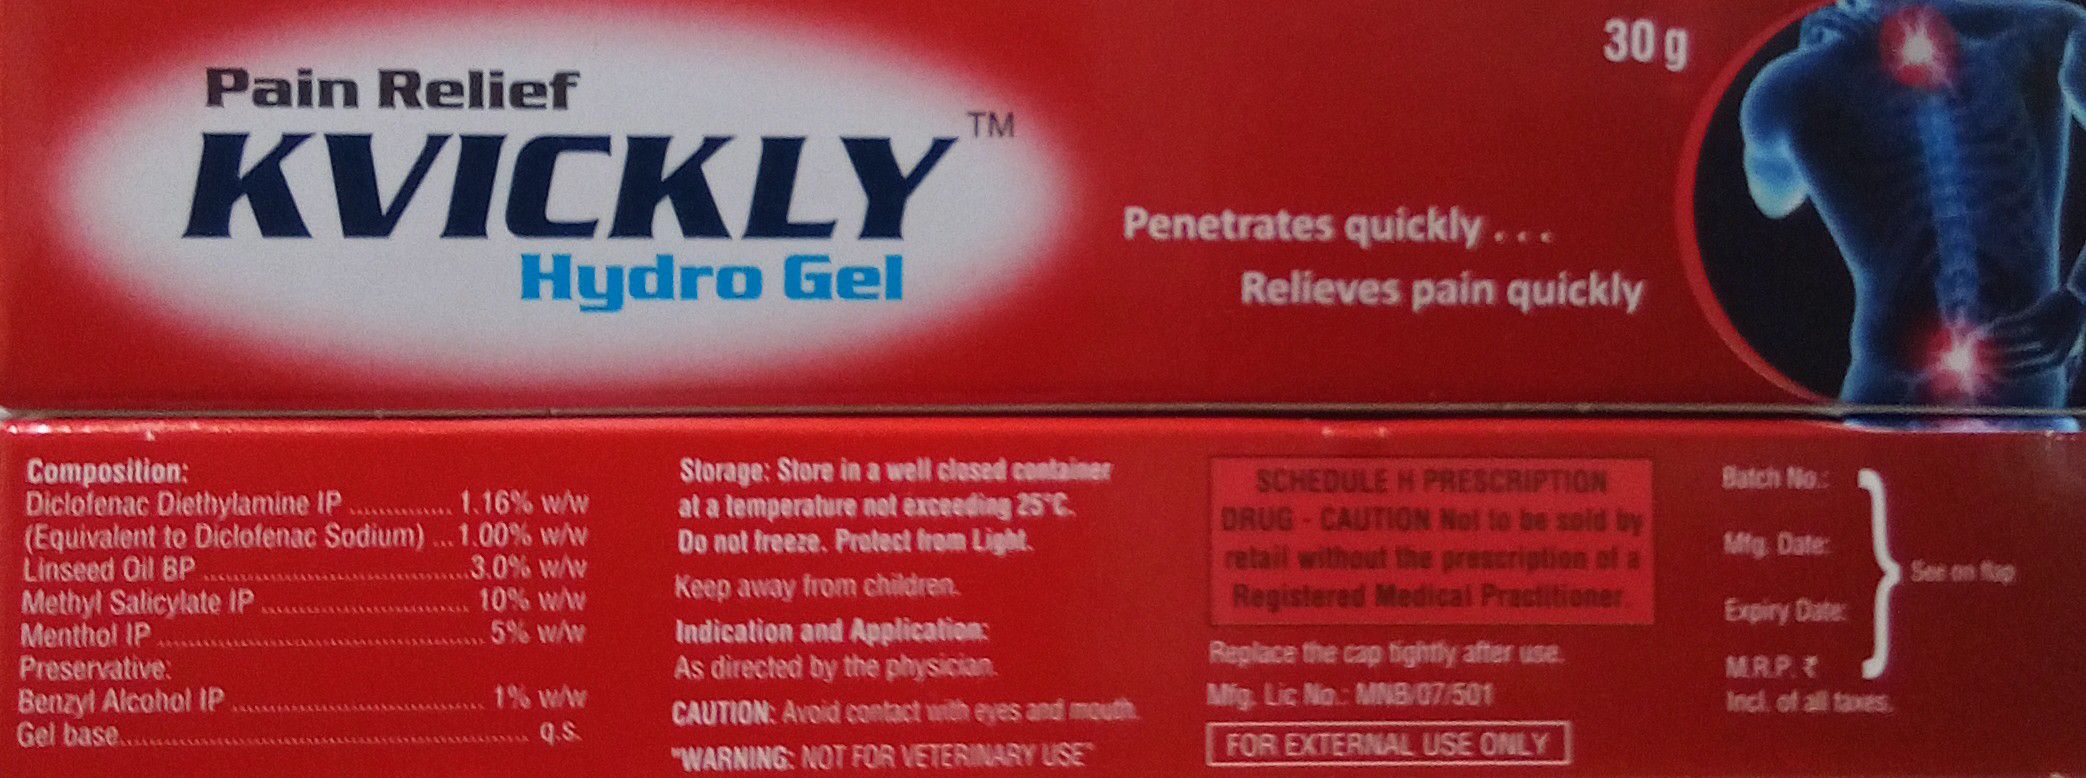 30 g
Pain Relief
KVICKLY™
Hydro Gel
Penetrates quickly . . .
Relieves pain quickly
Composition:
Diclofenac Diethylamine IP .............. 1.16% w/w
(Equivalent to Diclofenac Sodium) ... 1.00% w/w
Linseed Oil BP ................................ 3.0% w/w
Methyl Salicylate IP ......................... 10% w/w
Menthol IP ....................................... 5% w/w
Preservative:
Benzyl Alcohol IP .............................. 1% w/w
Gel base................................................ q.s.
Storage: Store in a well closed container
at a temperature not exceeding 25°C.
Do not freeze. Protect from Light.
Keep away from children.
Indication and Application:
As directed by the physician.
CAUTION: Avoid contact with eyes and mouth.
"WARNING: NOT FOR VETERINARY USE"
SCHEDULE H PRESCRIPTION
DRUG - CAUTION Not to be sold by
retail without the prescription of a
Registered Medical Practitioner.
Replace the cap tightly after use.
Mfg. Lic No.: MNB/07/501
FOR EXTERNAL USE ONLY
Batch No.:
Mfg. Date:
Expiry Date:
M.R.P. ₹
Incl. of all taxes.
See on flap